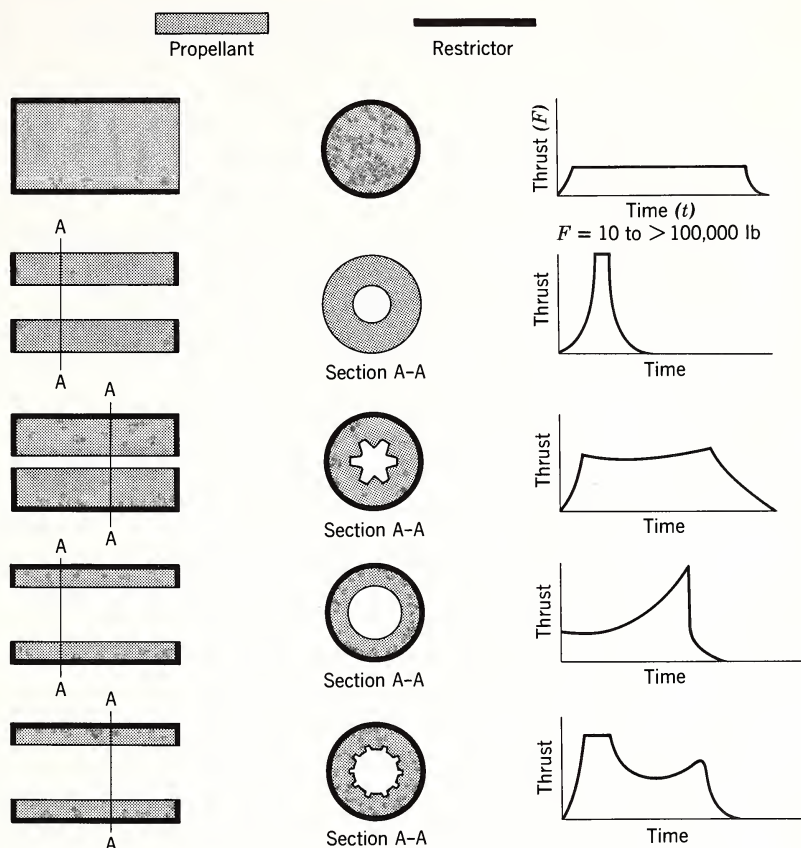 Propellant
Restrictor
Thrust (F)
Time (t)
F = 10 to > 100,000 lb
A
A
Section A–A
Thrust
Time
A
A
Section A–A
Thrust
Time
A
A
Section A–A
Thrust
Time
A
A
Section A–A
Thrust
Time